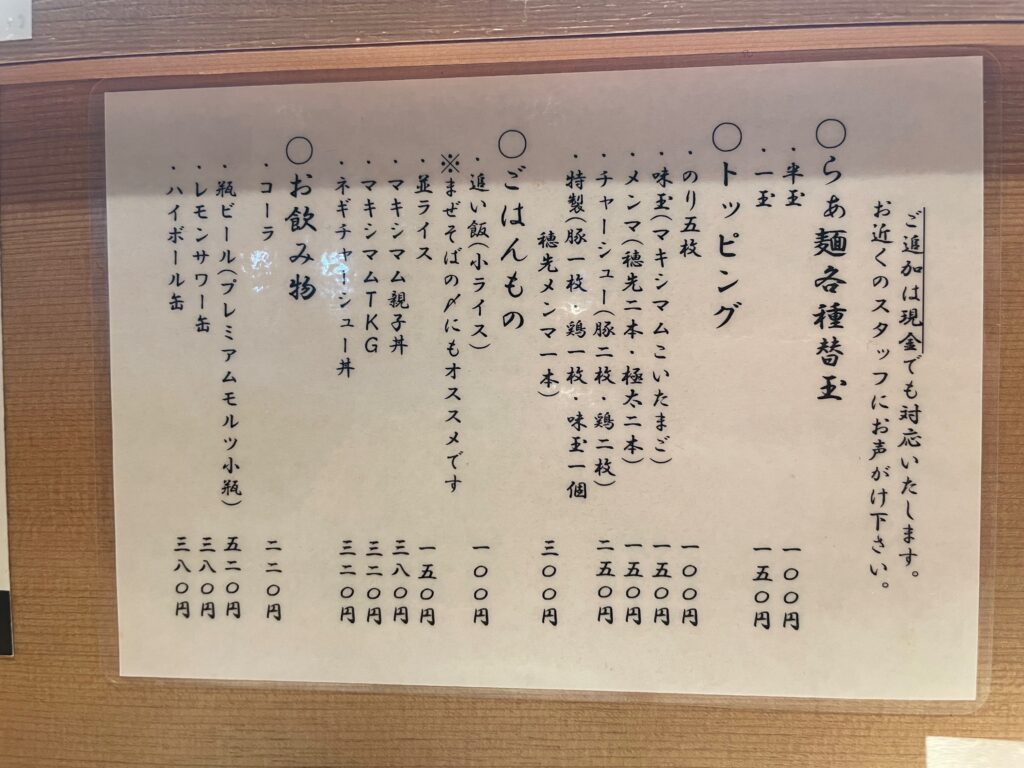 ご追加は現金でも対応いたします。
お近くのスタッフにお声がけ下さい。
○らぁ麺各種替玉
・半玉 一〇〇円
・一玉 一五〇円
○トッピング
・のり五枚 一〇〇円
・味玉(マキシマムこいたまご) 一五〇円
・メンマ(穂先二本・極太二本) 一五〇円
・チャーシュー(豚二枚・鶏二枚) 二五〇円
・特製(豚一枚・鶏一枚・味玉一個
穂先メンマ一本) 三〇〇円
○ごはんもの
・追い飯(小ライス) 一〇〇円
※まぜそばの〆にもオススメです
・並ライス 一五〇円
・マキシマム親子丼 三八〇円
・マキシマムTKG 三二〇円
・ネギチャーシュー丼 三二〇円
○お飲み物
・コーラ 二二〇円
・瓶ビール(プレミアムモルツ小瓶) 五二〇円
・レモンサワー缶 三八〇円
・ハイボール缶 三八〇円